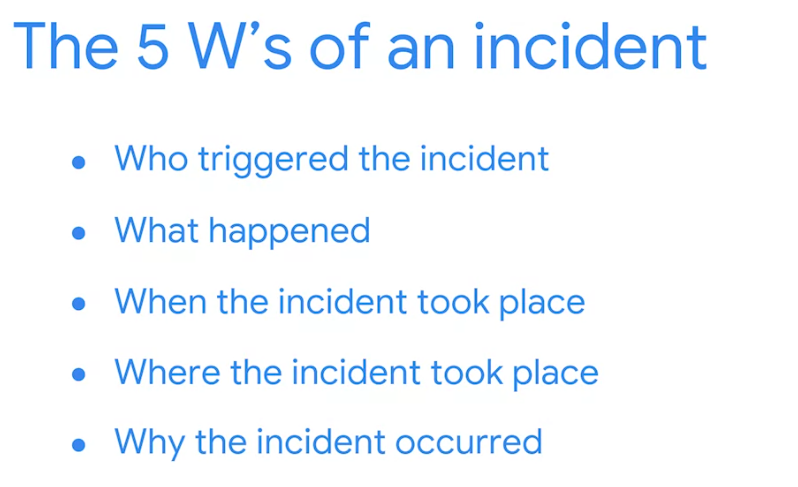 The 5 W’s of an incident
● Who triggered the incident
● What happened
● When the incident took place
● Where the incident took place
● Why the incident occurred